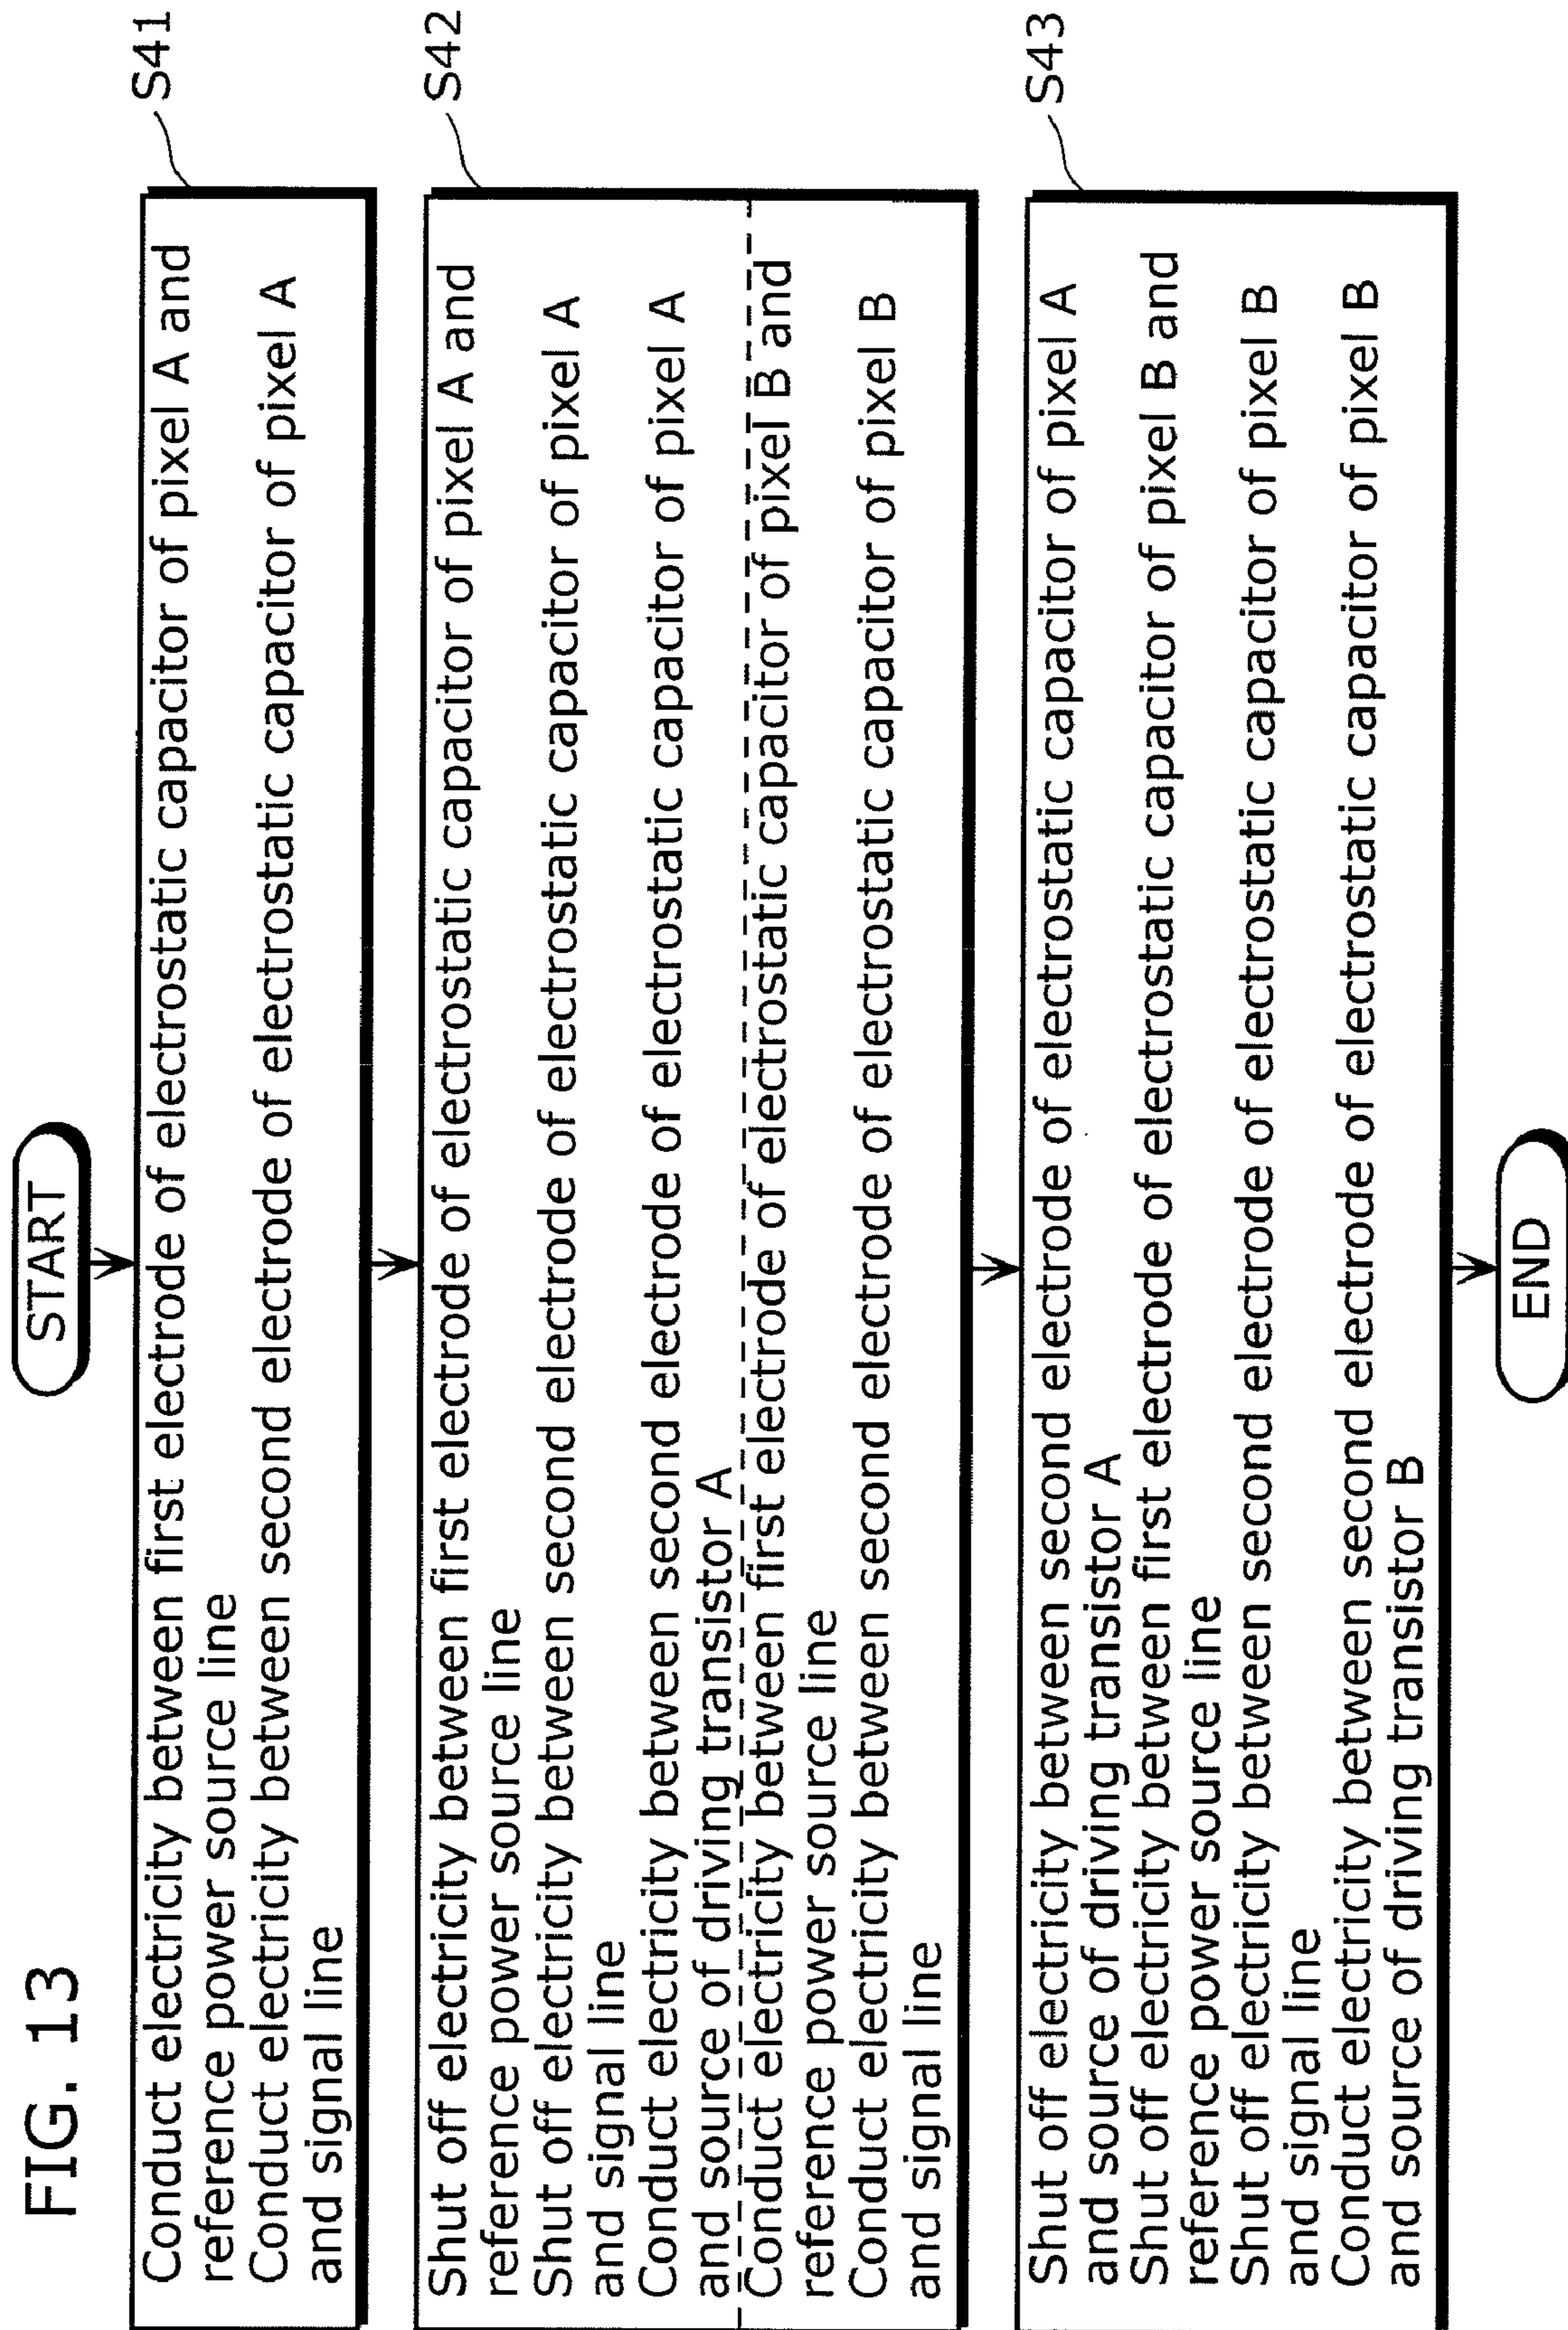 FIG. 13
START
S41
Conduct electricity between first electrode of electrostatic capacitor of pixel A and
reference power source line
Conduct electricity between second electrode of electrostatic capacitor of pixel A
and signal line
S42
Shut off electricity between first electrode of electrostatic capacitor of pixel A and
reference power source line
Shut off electricity between second electrode of electrostatic capacitor of pixel A
and signal line
Conduct electricity between second electrode of electrostatic capacitor of pixel A
and source of driving transistor A
Conduct electricity between first electrode of electrostatic capacitor of pixel B and
reference power source line
Conduct electricity between second electrode of electrostatic capacitor of pixel B
and signal line
S43
Shut off electricity between second electrode of electrostatic capacitor of pixel A
and source of driving transistor A
Shut off electricity between first electrode of electrostatic capacitor of pixel B and
reference power source line
Shut off electricity between second electrode of electrostatic capacitor of pixel B
and signal line
Conduct electricity between second electrode of electrostatic capacitor of pixel B
and source of driving transistor B
END